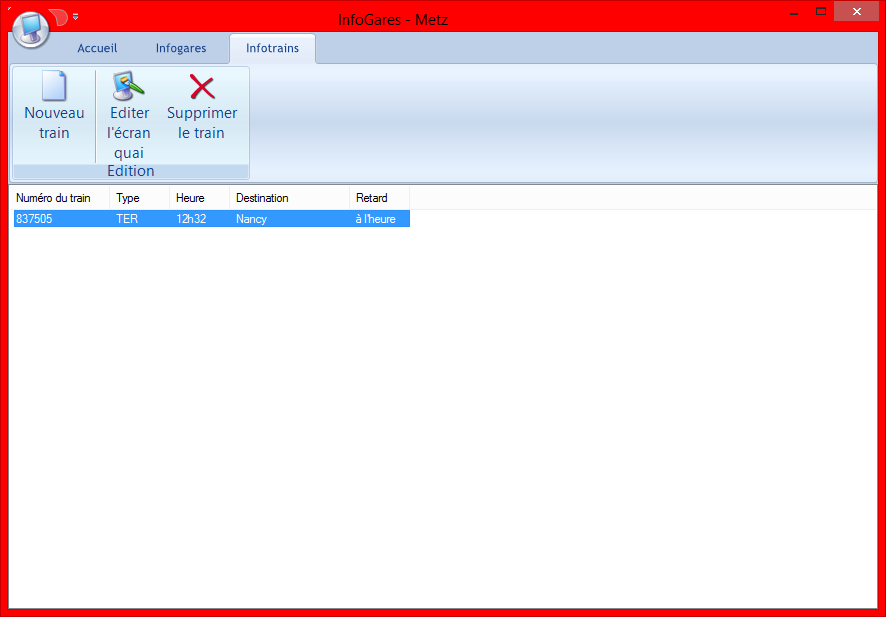 InfoGares - Metz
Accueil Infogares Infotrains
Nouveau train
Editer l'écran quai
Supprimer le train
Edition
Numéro du train Type Heure Destination Retard
837505 TER 12h32 Nancy à l'heure